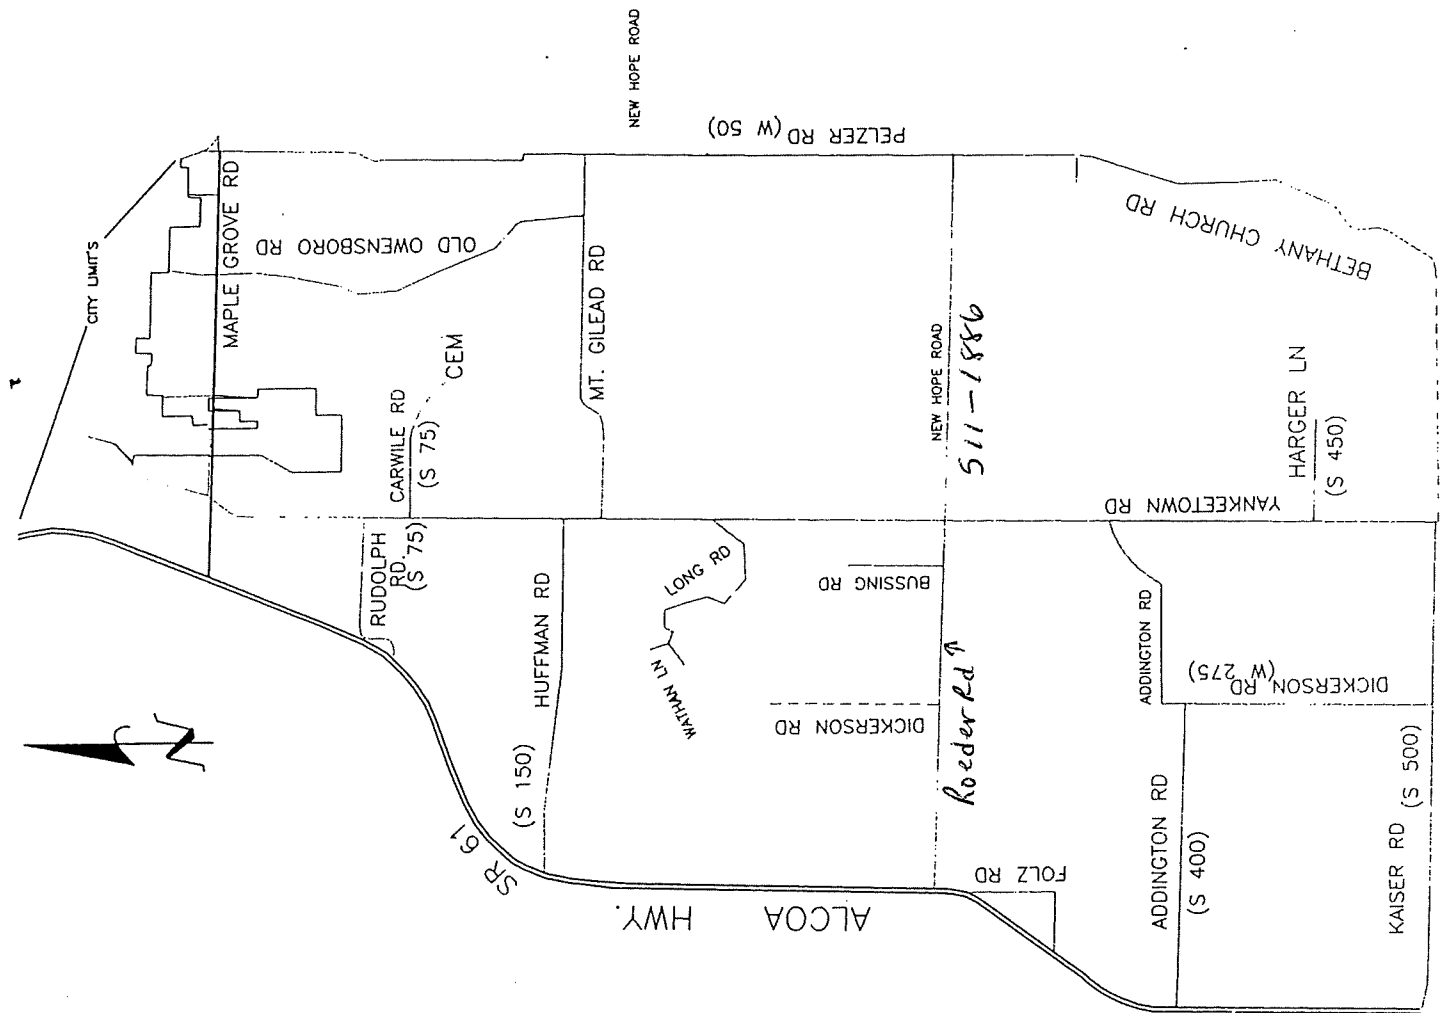 CITY LIMIT'S
MAPLE GROVE RD
OLD OWENSBORO RD
NEW HOPE ROAD
PELZER RD (W 50)
CARWILE RD
(S 75)
CEM
MT. GILEAD RD
RUDOLPH
RD.
(S 75)
HUFFMAN RD
(S 150)
SR 61
LONG RD
WATHAN LN
BUSSING RD
DICKERSON RD
NEW HOPE ROAD
511-1886
Roeder Rd ↑
BETHANY CHURCH RD
HARGER LN
(S 450)
YANKEETOWN RD
ADDINGTON RD
DICKERSON RD
(W 275)
FOLZ RD
ALCOA HWY.
ADDINGTON RD
(S 400)
KAISER RD (S 500)
N